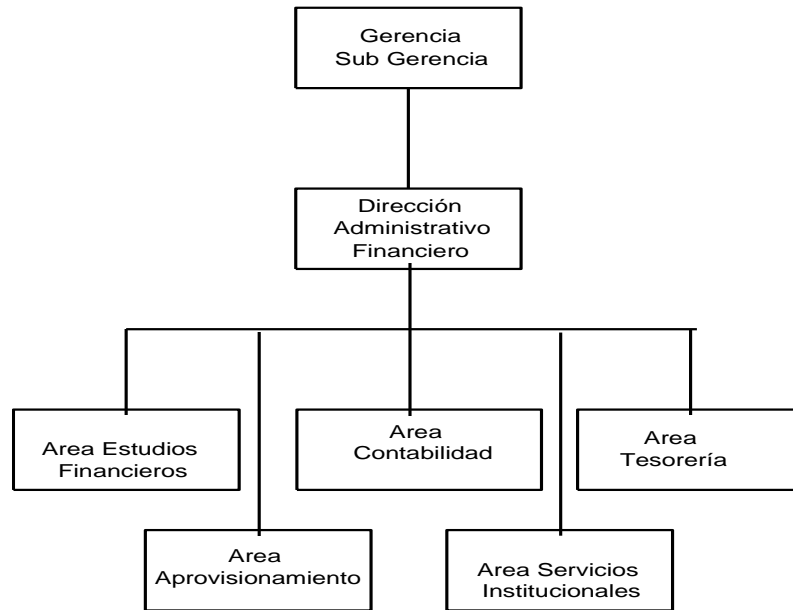 Gerencia
Sub Gerencia
Dirección
Administrativo
Financiero
Area Estudios
Financieros
Area
Contabilidad
Area
Tesorería
Area
Aprovisionamiento
Area Servicios
Institucionales